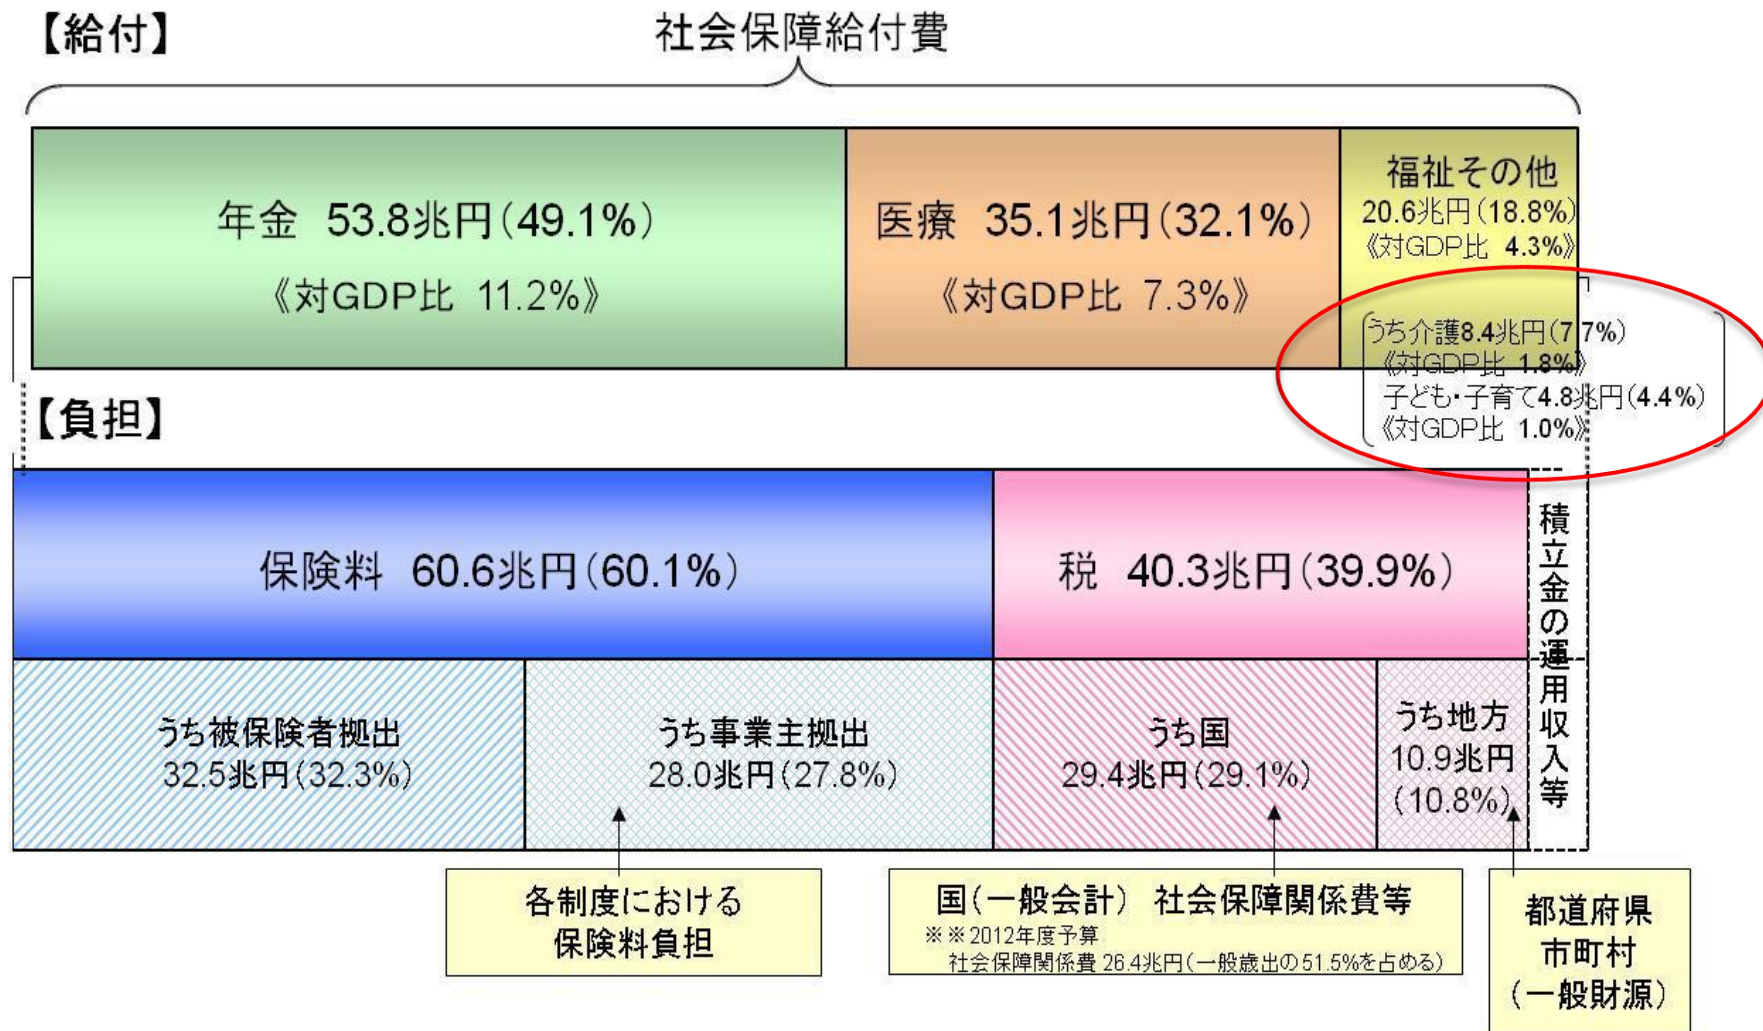 【給付】
社会保障給付費
年金 53.8兆円(49.1%)
《対GDP比 11.2%》
医療 35.1兆円(32.1%)
《対GDP比 7.3%》
福祉その他
20.6兆円(18.8%)
《対GDP比 4.3%》
うち介護8.4兆円(7.7%)
《対GDP比 1.8%》
子ども・子育て4.8兆円(4.4%)
《対GDP比 1.0%》
【負担】
保険料 60.6兆円(60.1%)
税 40.3兆円(39.9%)
積立金の運用収入等
うち被保険者拠出
32.5兆円(32.3%)
うち事業主拠出
28.0兆円(27.8%)
うち国
29.4兆円(29.1%)
うち地方
10.9兆円
(10.8%)
各制度における
保険料負担
国(一般会計) 社会保障関係費等
※※2012年度予算
社会保障関係費 26.4兆円(一般歳出の51.5%を占める)
都道府県
市町村
(一般財源)